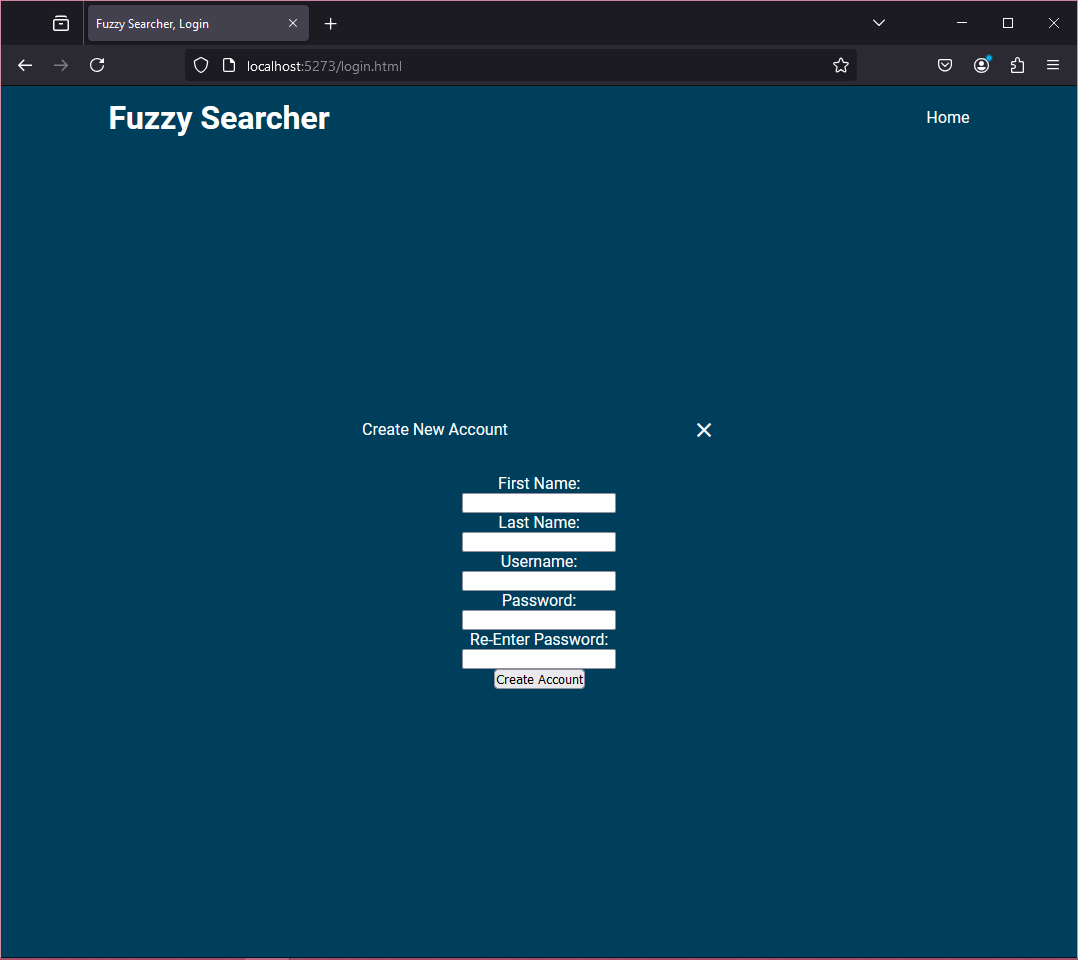 Fuzzy Searcher, Login
localhost:5273/login.html
Fuzzy Searcher
Home
Create New Account
First Name:
Last Name:
Username:
Password:
Re-Enter Password:
Create Account